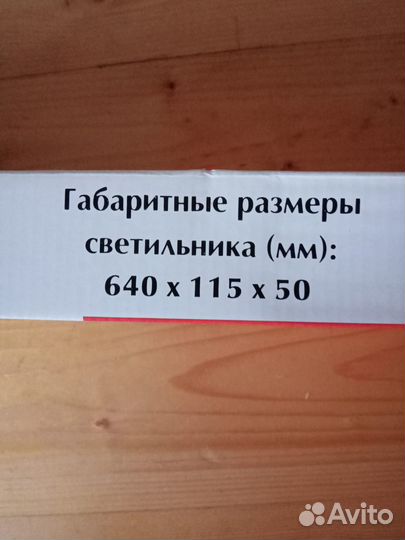 Габаритные размеры
светильника (мм):
640 х 115 х 50
Avito